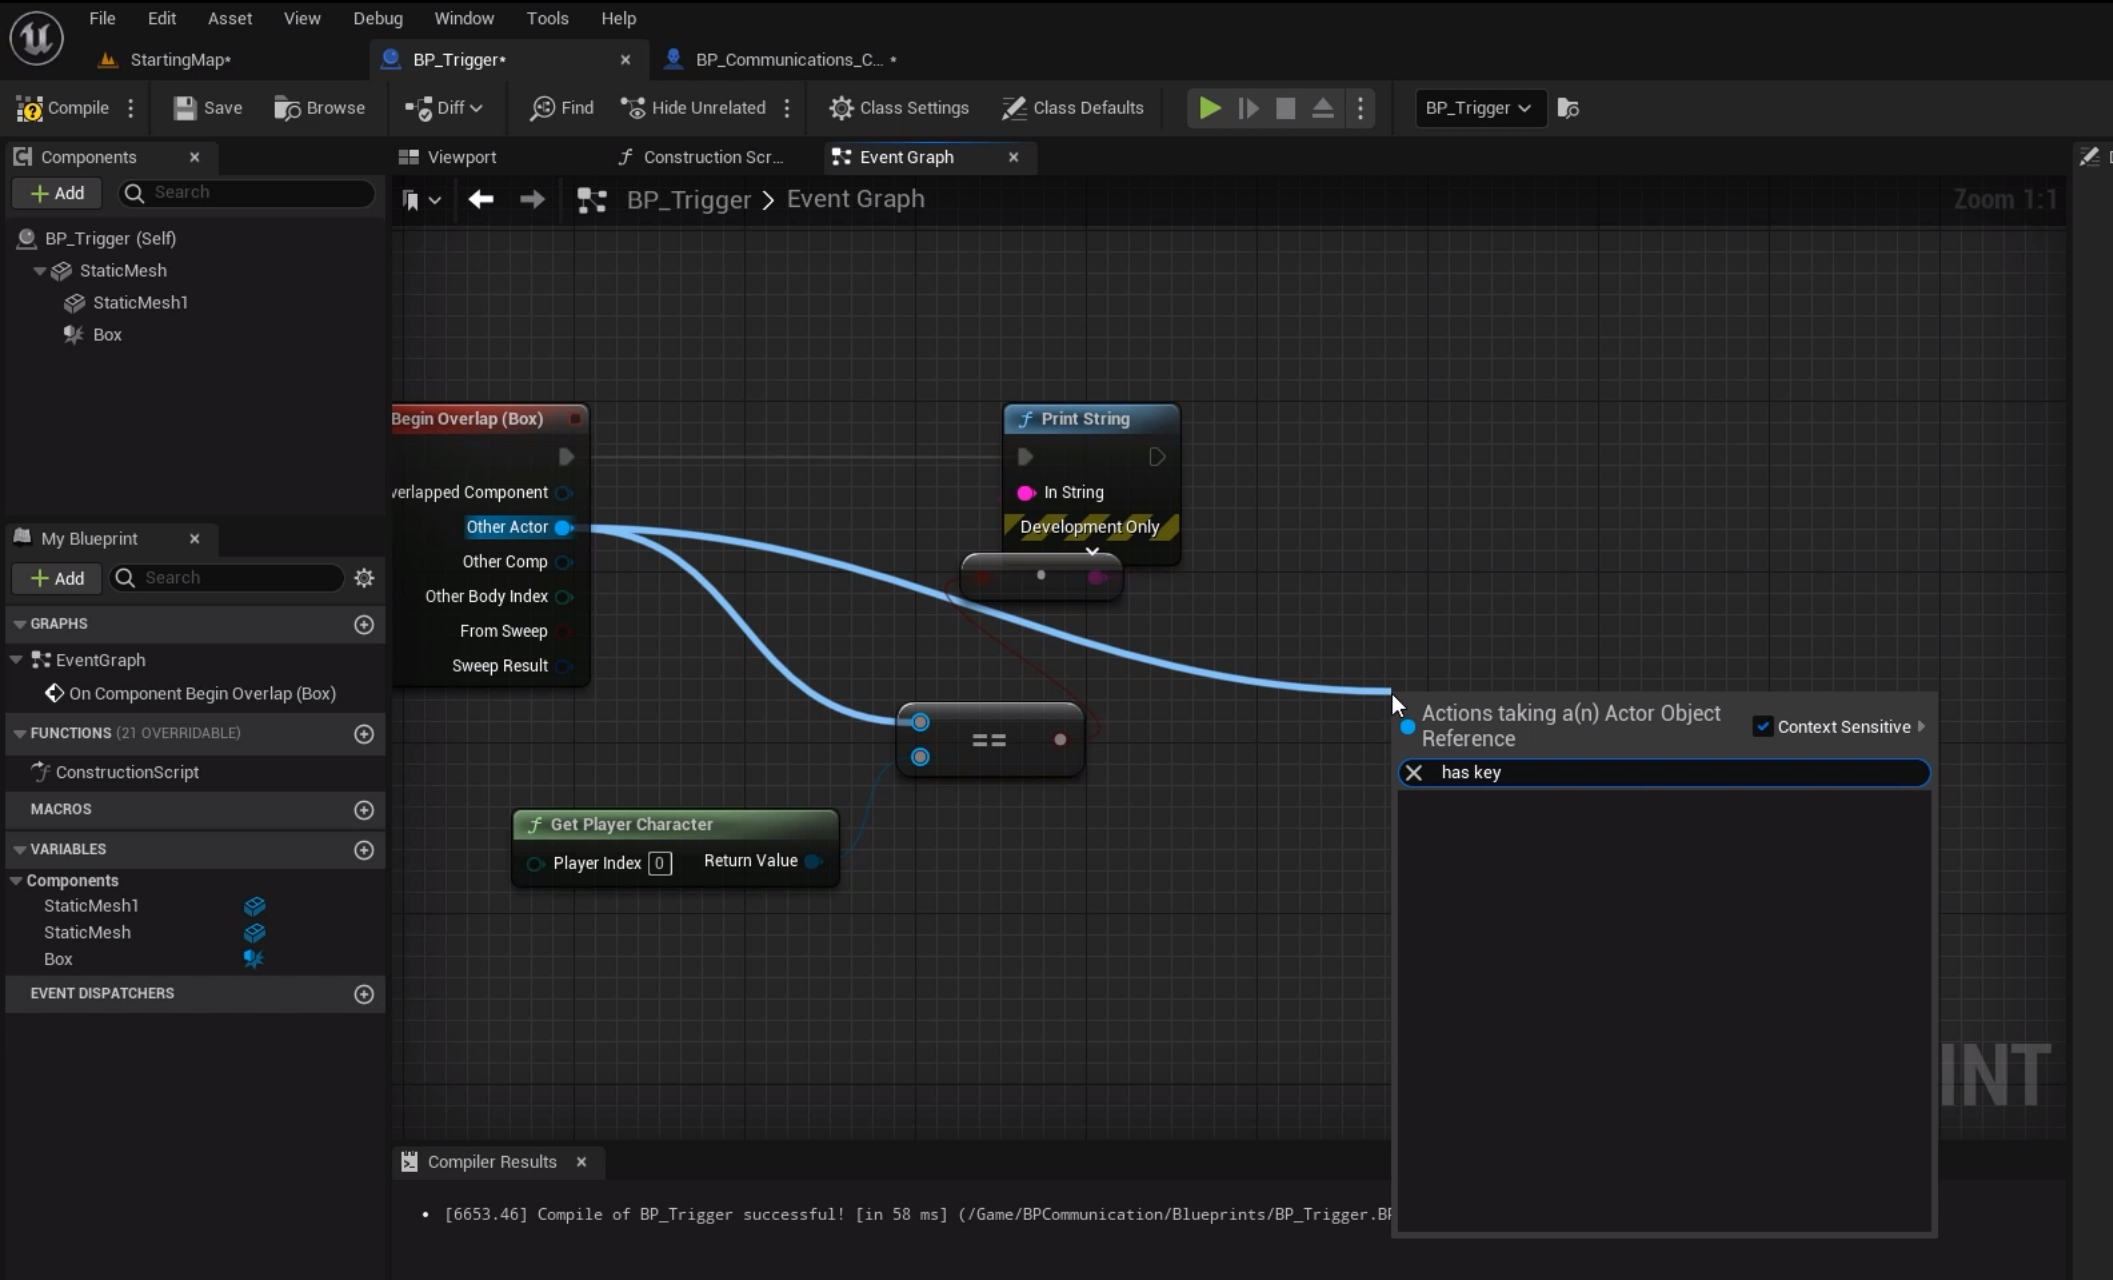 File Edit Asset View Debug Window Tools Help
StartingMap* BP_Trigger* BP_Communications_C... *
Compile Save Browse Diff Find Hide Unrelated Class Settings Class Defaults BP_Trigger
Components Viewport Construction Scr... Event Graph
Add Search BP_Trigger > Event Graph Zoom 1:1
BP_Trigger (Self)
StaticMesh
StaticMesh1
Box
Begin Overlap (Box)
verlapped Component
Other Actor
Other Comp
Other Body Index
From Sweep
Sweep Result
Print String
In String
Development Only
==
Get Player Character
Player Index 0 Return Value
Actions taking a(n) Actor Object
Reference
Context Sensitive
has key
My Blueprint
Add Search
GRAPHS
EventGraph
On Component Begin Overlap (Box)
FUNCTIONS (21 OVERRIDABLE)
ConstructionScript
MACROS
VARIABLES
Components
StaticMesh1
StaticMesh
Box
EVENT DISPATCHERS
INT
Compiler Results
• [6653.46] Compile of BP_Trigger successful! [in 58 ms] (/Game/BPCommunication/Blueprints/BP_Trigger.BP